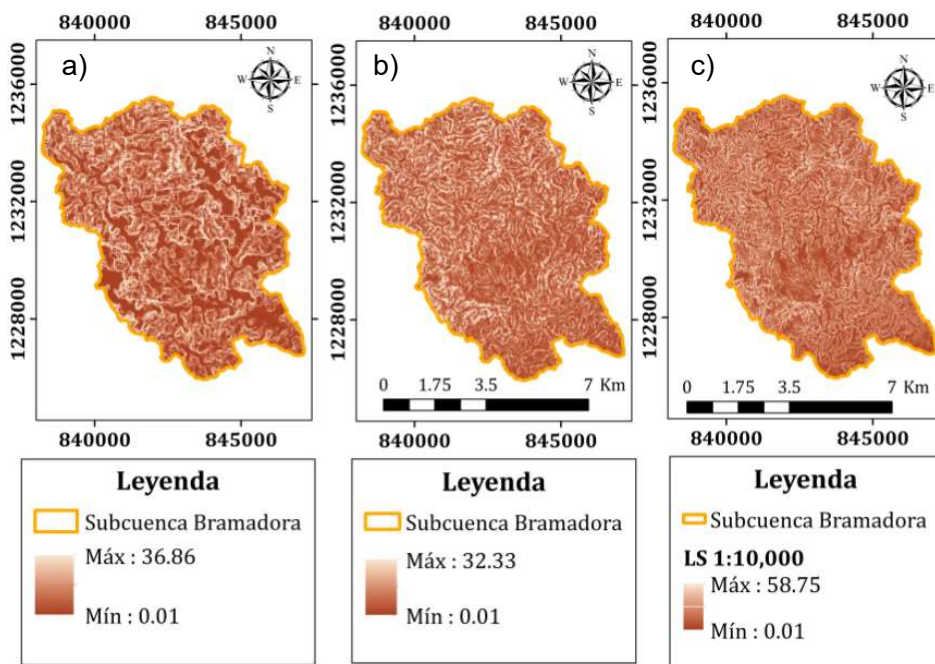 840000 845000
840000 845000
840000 845000
1236000
1232000
1228000
1236000
1232000
1228000
1236000
1232000
1228000
a)
N
W E
S
b)
N
W E
S
c)
N
W E
S
0 1.75 3.5 7 Km
0 1.75 3.5 7 Km
840000 845000
840000 845000
840000 845000
Leyenda
Subcuenca Bramadora
Máx : 36.86
Mín : 0.01
Leyenda
Subcuenca Bramadora
Máx : 32.33
Mín : 0.01
Leyenda
Subcuenca Bramadora
LS 1:10,000
Máx : 58.75
Mín : 0.01